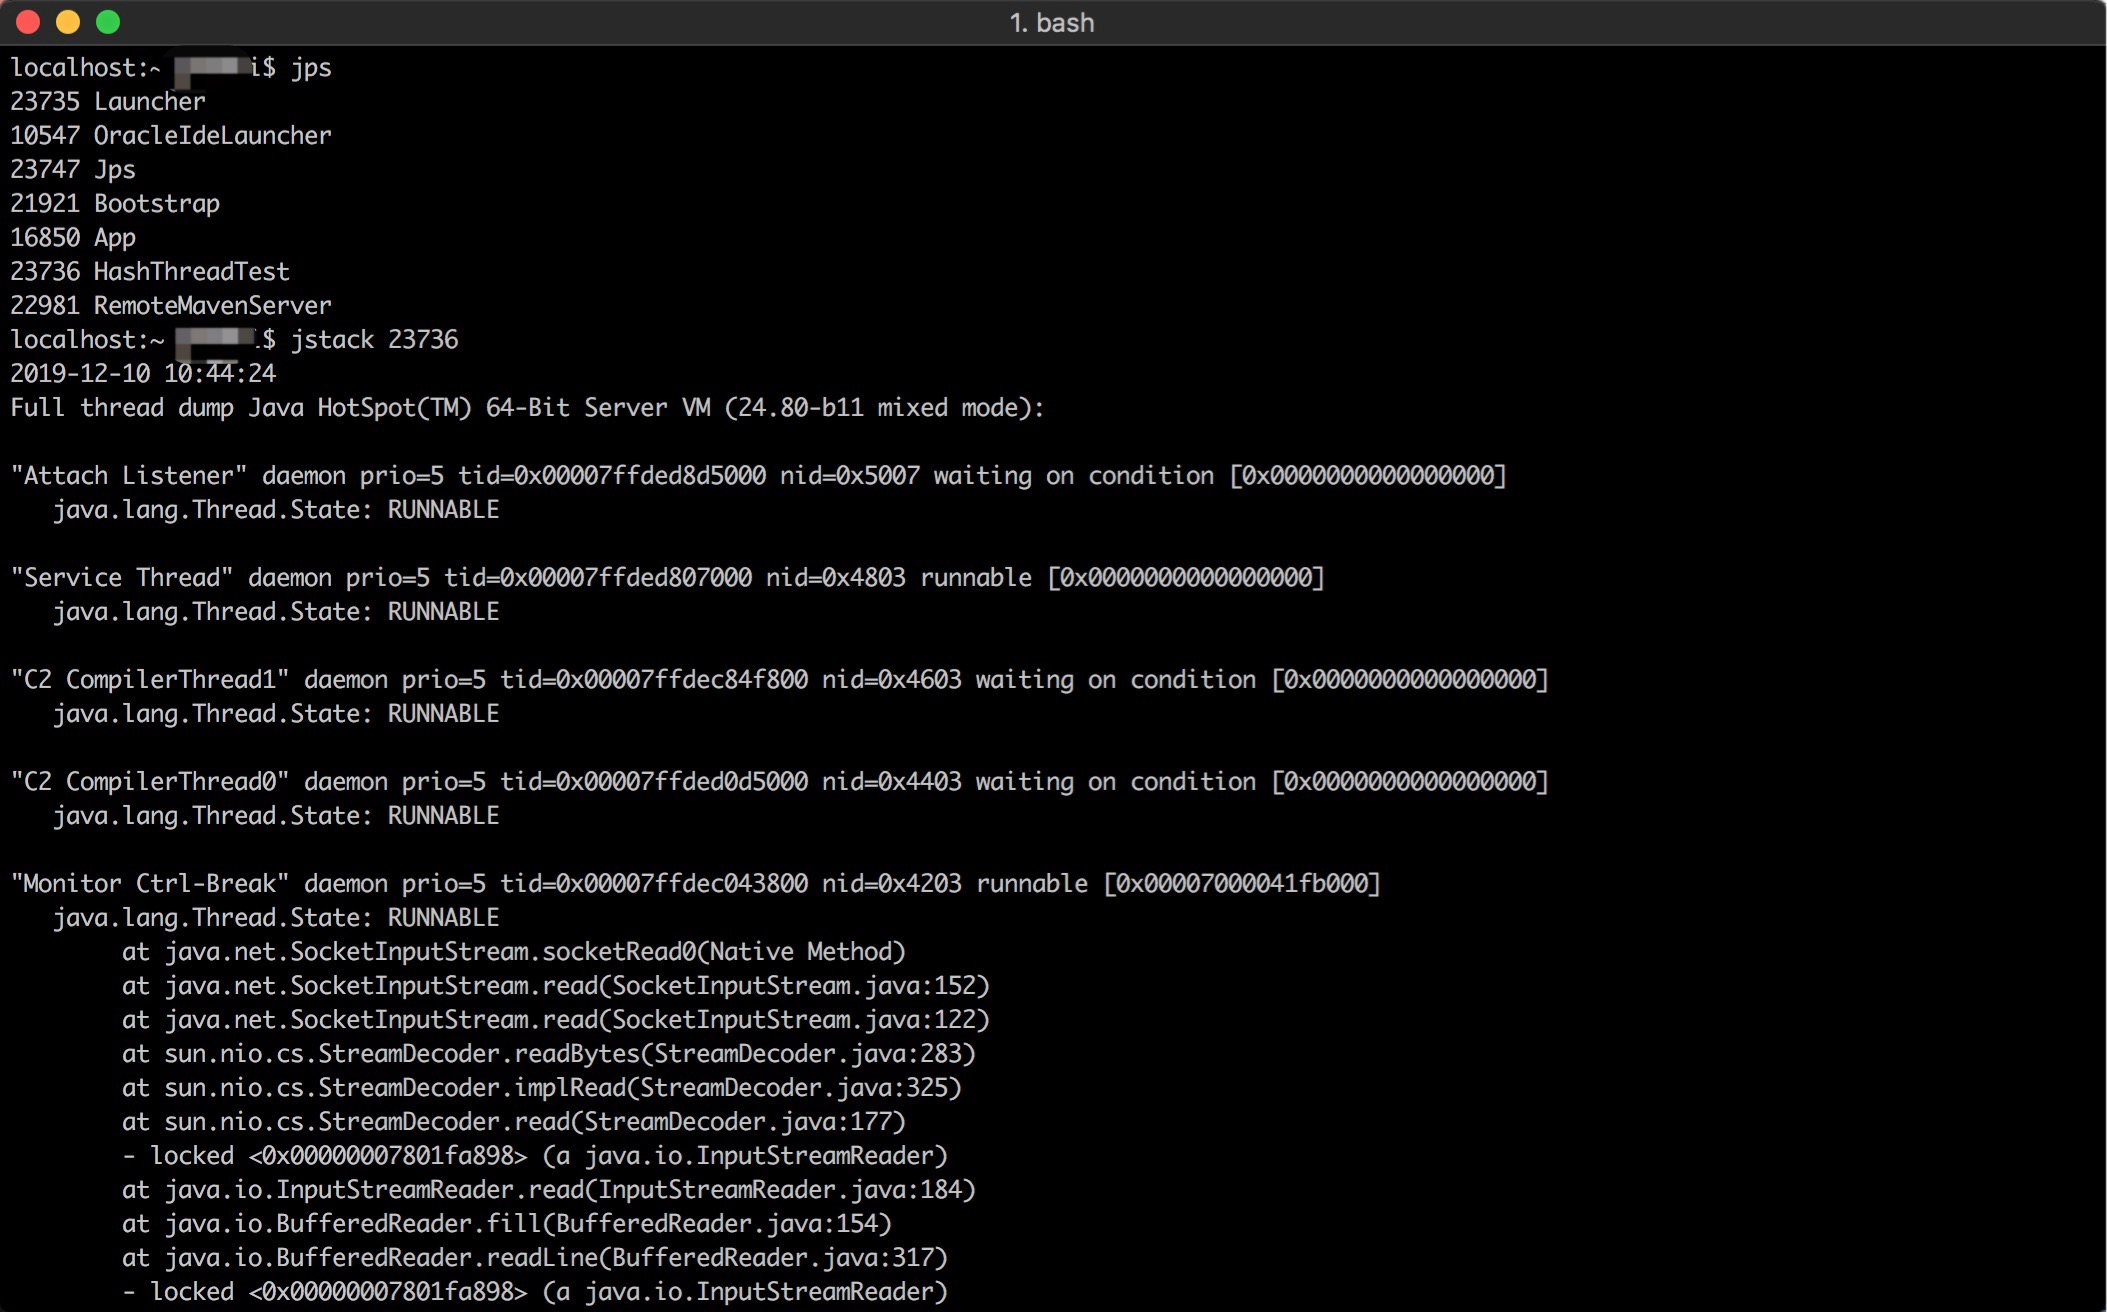 1. bash
localhost:~ i$ jps
23735 Launcher
10547 OracleIdeLauncher
23747 Jps
21921 Bootstrap
16850 App
23736 HashThreadTest
22981 RemoteMavenServer
localhost:~ $ jstack 23736
2019-12-10 10:44:24
Full thread dump Java HotSpot(TM) 64-Bit Server VM (24.80-b11 mixed mode):
"Attach Listener" daemon prio=5 tid=0x00007ffded8d5000 nid=0x5007 waiting on condition [0x0000000000000000]
java.lang.Thread.State: RUNNABLE
"Service Thread" daemon prio=5 tid=0x00007ffded807000 nid=0x4803 runnable [0x0000000000000000]
java.lang.Thread.State: RUNNABLE
"C2 CompilerThread1" daemon prio=5 tid=0x00007ffdec84f800 nid=0x4603 waiting on condition [0x0000000000000000]
java.lang.Thread.State: RUNNABLE
"C2 CompilerThread0" daemon prio=5 tid=0x00007ffded0d5000 nid=0x4403 waiting on condition [0x0000000000000000]
java.lang.Thread.State: RUNNABLE
"Monitor Ctrl-Break" daemon prio=5 tid=0x00007ffdec043800 nid=0x4203 runnable [0x00007000041fb000]
java.lang.Thread.State: RUNNABLE
at java.net.SocketInputStream.socketRead0(Native Method)
at java.net.SocketInputStream.read(SocketInputStream.java:152)
at java.net.SocketInputStream.read(SocketInputStream.java:122)
at sun.nio.cs.StreamDecoder.readBytes(StreamDecoder.java:283)
at sun.nio.cs.StreamDecoder.implRead(StreamDecoder.java:325)
at sun.nio.cs.StreamDecoder.read(StreamDecoder.java:177)
- locked <0x00000007801fa898> (a java.io.InputStreamReader)
at java.io.InputStreamReader.read(InputStreamReader.java:184)
at java.io.BufferedReader.fill(BufferedReader.java:154)
at java.io.BufferedReader.readLine(BufferedReader.java:317)
- locked <0x00000007801fa898> (a java.io.InputStreamReader)